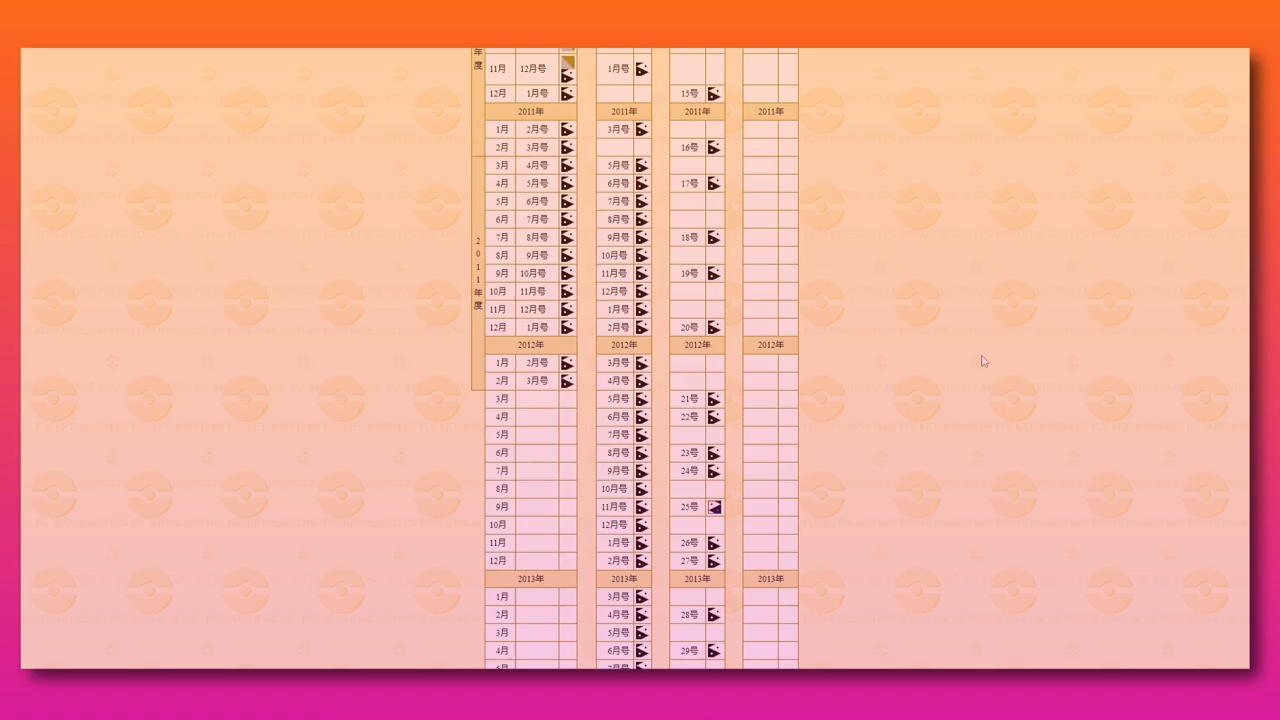 年度
11月 12月号 1月号
12月 1月号 15号
2011年 2011年 2011年 2011年
1月 2月号 3月号
2月 3月号 16号
3月 4月号 5月号
4月 5月号 6月号 17号
5月 6月号 7月号
6月 7月号 8月号
2011年度
7月 8月号 9月号 18号
8月 9月号 10月号
9月 10月号 11月号 19号
10月 11月号 12月号
11月 12月号 1月号
12月 1月号 2月号 20号
2012年 2012年 2012年 2012年
1月 2月号 3月号
2月 3月号 4月号
3月 5月号 21号
4月 6月号 22号
5月 7月号
6月 8月号 23号
7月 9月号 24号
8月 10月号
9月 11月号 25号
10月 12月号
11月 1月号 26号
12月 2月号 27号
2013年 2013年 2013年 2013年
1月 3月号
2月 4月号 28号
3月 5月号
4月 6月号 29号